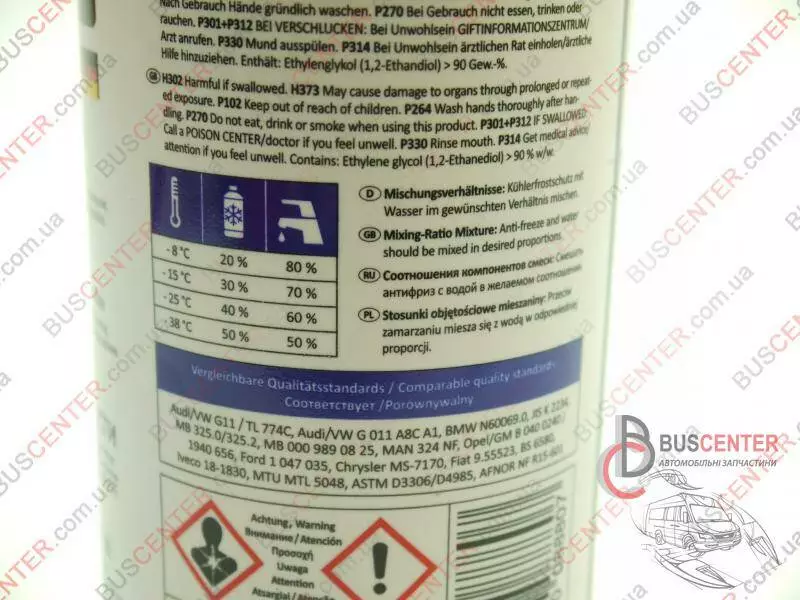 Nach Gebrauch Hände gründlich waschen. P270 Bei Gebrauch nicht essen, trinken oder
rauchen. P301+P312 BEI VERSCHLUCKEN: Bei Unwohlsein GIFTINFORMATIONSZENTRUM/
Arzt anrufen. P330 Mund ausspülen. P314 Bei Unwohlsein ärztlichen Rat einholen/ärztliche
Hilfe hinzuziehen. Enthält: Ethylenglykol (1,2-Ethandiol) > 90 Gew.-%.
GB H302 Harmful if swallowed. H373 May cause damage to organs through prolonged or repeat-
ed exposure. P102 Keep out of reach of children. P264 Wash hands thoroughly after han-
dling. P270 Do not eat, drink or smoke when using this product. P301+P312 IF SWALLOWED:
Call a POISON CENTER/doctor if you feel unwell. P330 Rinse mouth. P314 Get medical advice/
attention if you feel unwell. Contains: Ethylene glycol (1,2-Ethanediol) > 90 % w/w.
- 8 °C 20 % 80 %
- 15 °C 30 % 70 %
- 25 °C 40 % 60 %
- 38 °C 50 % 50 %
D Mischungsverhältnisse: Kühlerfrostschutz mit
Wasser im gewünschten Verhältnis mischen.
GB Mixing-Ratio Mixture: Anti-freeze and water
should be mixed in desired proportions.
RU Соотношения компонентов смеси: Смешать
антифриз с водой в желаемом соотношении
PL Stosunki objętościowe mieszaniny: Przeciw
zamarzaniu miesza się z wodą w odpowiedniej
proporcji.
Vergleichbare Qualitätsstandards / Comparable quality standard
Соответствует /Porownywalny
Audi/VW G11 / TL 774C, Audi/VW G 011 A8C A1, BMW N60069.0, JIS K 2234,
MB 325.0/325.2, MB 000 989 08 25, MAN 324 NF, Opel/GM B 040 0240/
1940 656, Ford 1 047 035, Chrysler MS-7170, Fiat 9.55523, BS 6580,
Iveco 18-1830, MTU MTL 5048, ASTM D3306/D4985, AFNOR NF R15-601
Achtung, Warning
Внимание / Attention
Просоxń
Uwaga
Attention
Atsargiai /
BUSCENTER
АВТОМОБІЛЬНІ ЗАПЧАСТИНИ
BUSCENTER.com.ua